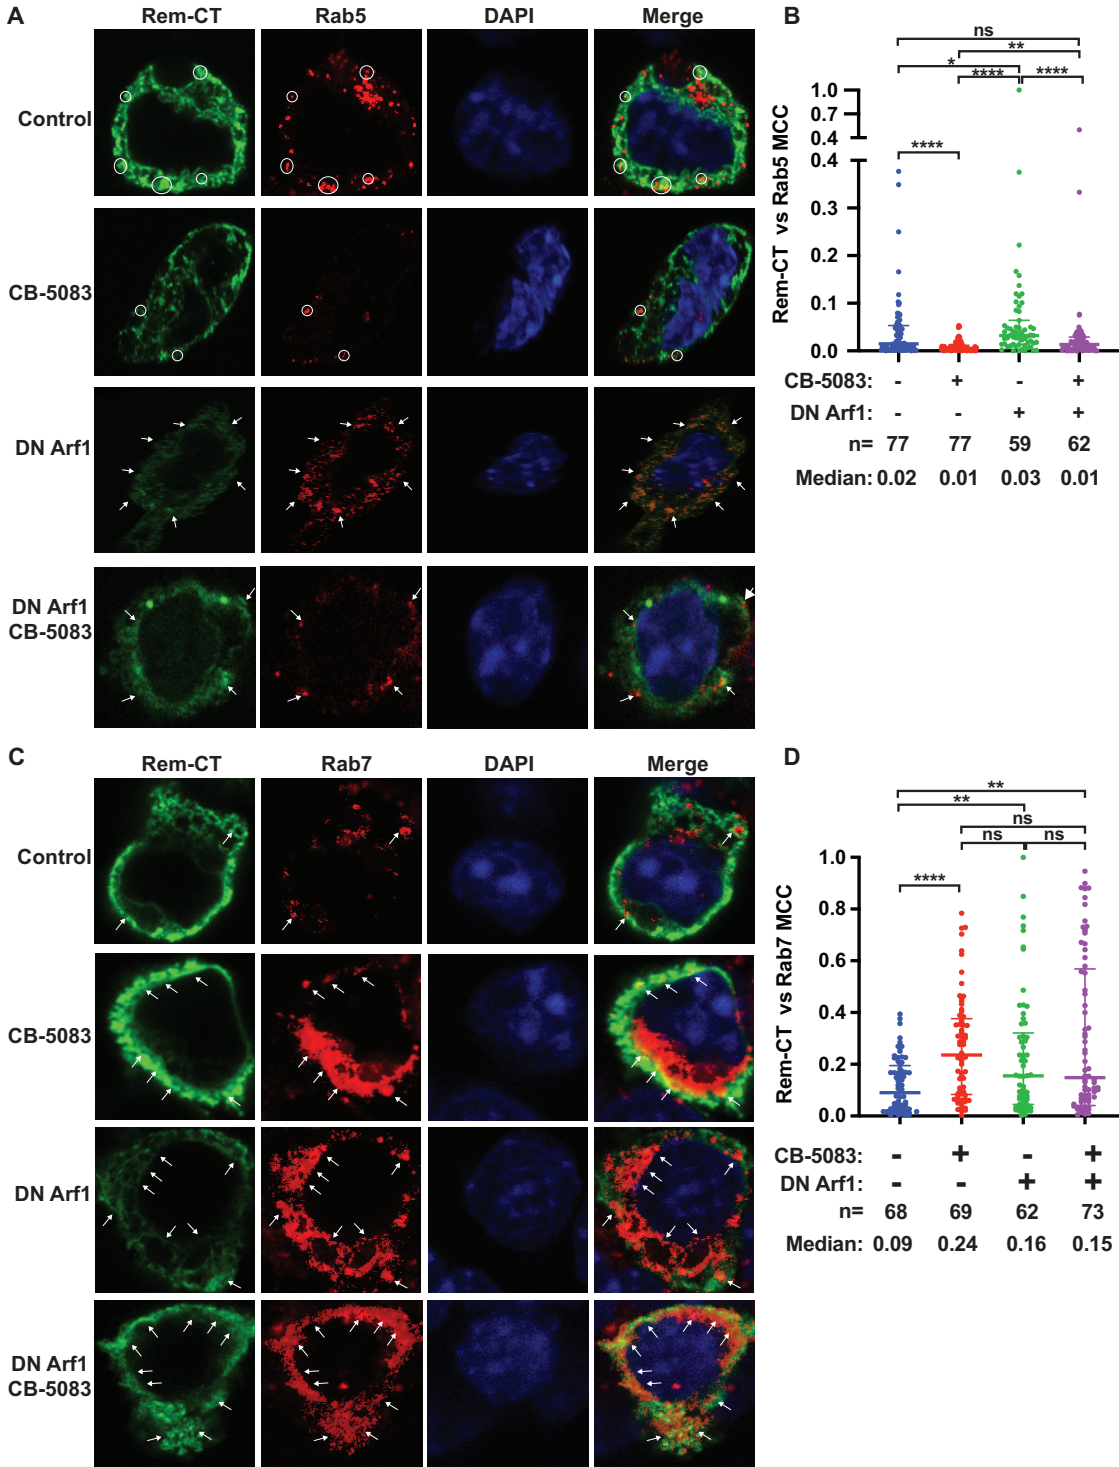 A
Rem-CT Rab5 DAPI Merge
Control
CB-5083
DN Arf1
DN Arf1
CB-5083
B
ns
**
*
****
****
****
1.0
0.7
0.4
0.4
0.3
0.2
0.1
0.0
Rem-CT vs Rab5 MCC
CB-5083: - + - +
DN Arf1: - - + +
n= 77 77 59 62
Median: 0.02 0.01 0.03 0.01
C
Rem-CT Rab7 DAPI Merge
Control
CB-5083
DN Arf1
DN Arf1
CB-5083
D
**
**
ns
ns
ns
****
1.0
0.8
0.6
0.4
0.2
0.0
Rem-CT vs Rab7 MCC
CB-5083: - + - +
DN Arf1: - - + +
n= 68 69 62 73
Median: 0.09 0.24 0.16 0.15